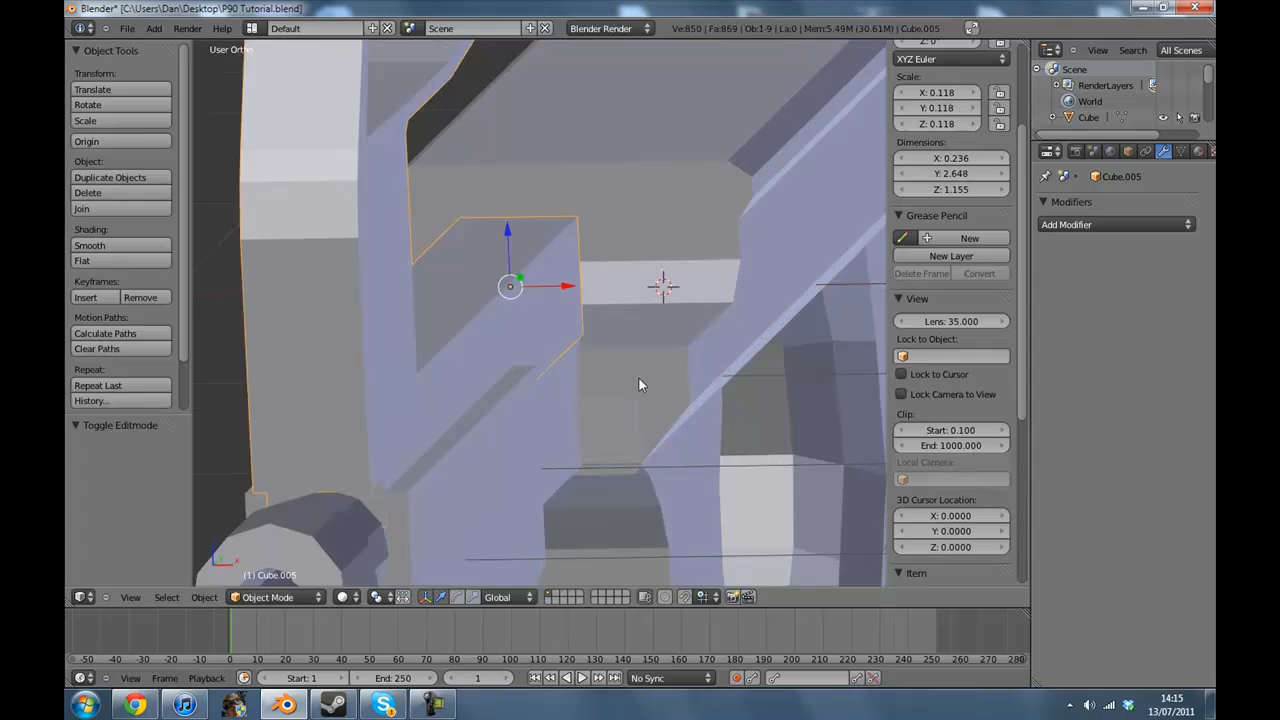 Blender* [C:\Users\Dan\Desktop\P90 Tutorial.blend]
File Add Render Help Default Scene Blender Render Ve:850 | Fa:869 | Ob:1-9 | La:0 | Mem:5.49M (30.61M) | Cube.005
Object Tools
Transform:
Translate
Rotate
Scale
Origin
Object:
Duplicate Objects
Delete
Join
Shading:
Smooth
Flat
Keyframes:
Insert Remove
Motion Paths:
Calculate Paths
Clear Paths
Repeat:
Repeat Last
History...
Toggle Editmode
User Ortho
(1) Cube.005
XYZ Euler
Scale:
X: 0.118
Y: 0.118
Z: 0.118
Dimensions:
X: 0.236
Y: 2.648
Z: 1.155
Grease Pencil
New
New Layer
Delete Frame Convert
View
Lens: 35.000
Lock to Object:
Lock to Cursor
Lock Camera to View
Clip:
Start: 0.100
End: 1000.000
Local Camera:
3D Cursor Location:
X: 0.0000
Y: 0.0000
Z: 0.0000
Item
View Search All Scenes
Scene
RenderLayers
World
Cube
Cube.005
Modifiers
Add Modifier
View Select Object Object Mode Global
-50 -40 -30 -20 -10 0 10 20 30 40 50 60 70 80 90 100 110 120 130 140 150 160 170 180 190 200 210 220 230 240 250 260 270 280
View Frame Playback Start: 1 End: 250 1 No Sync
14:15
13/07/2011